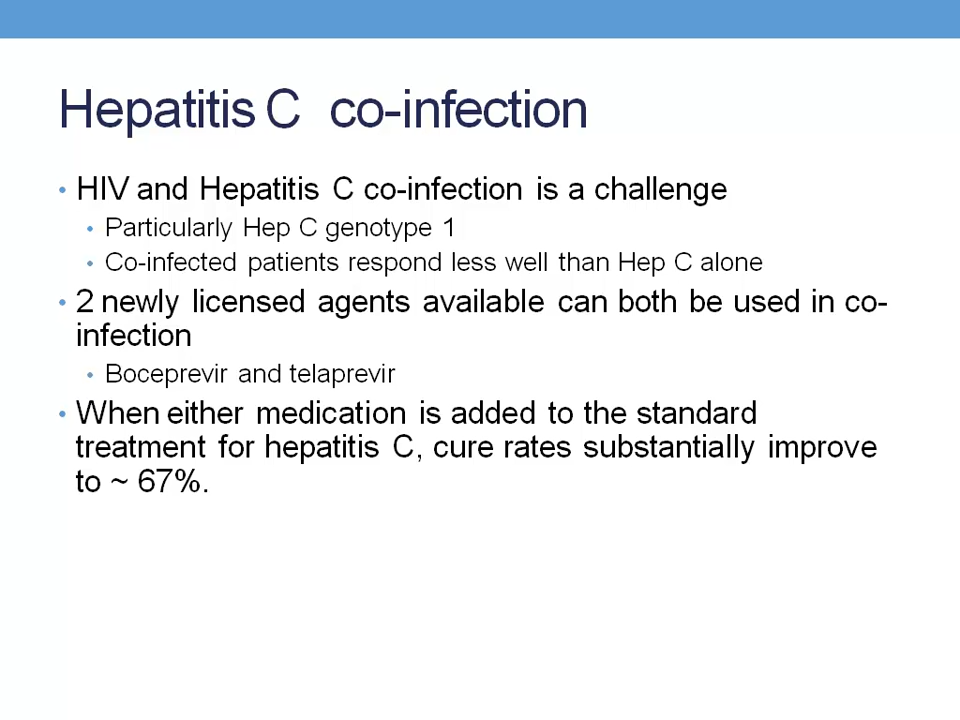 Hepatitis C co-infection
• HIV and Hepatitis C co-infection is a challenge
• Particularly Hep C genotype 1
• Co-infected patients respond less well than Hep C alone
• 2 newly licensed agents available can both be used in co-
infection
• Boceprevir and telaprevir
• When either medication is added to the standard
treatment for hepatitis C, cure rates substantially improve
to ~ 67%.